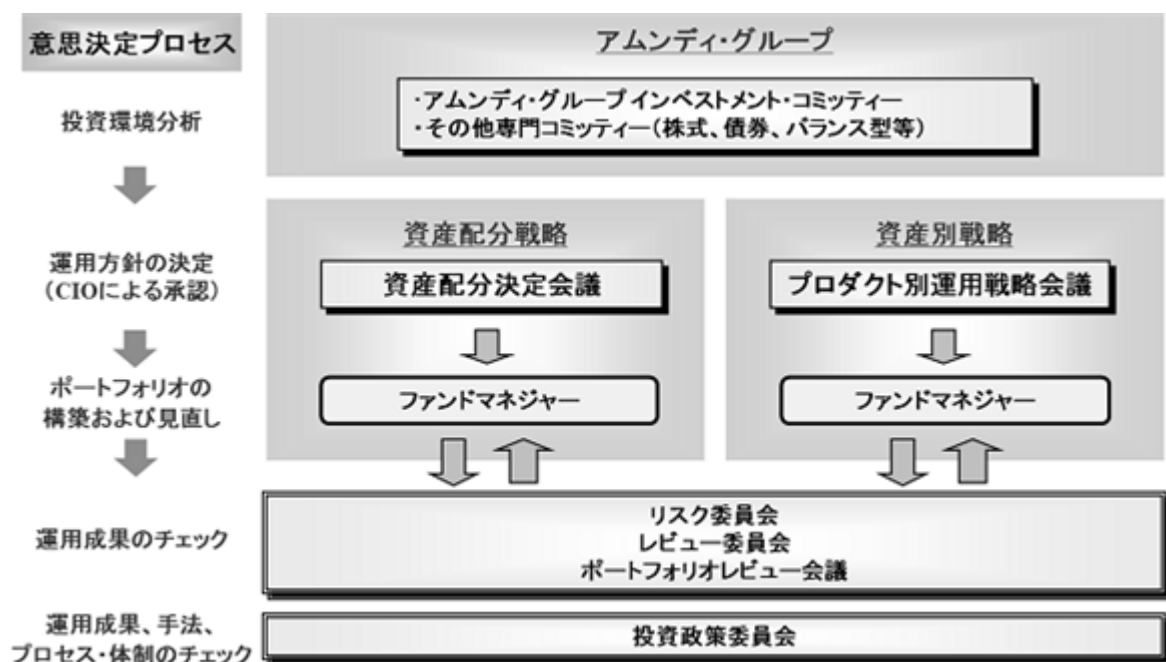 意思決定プロセス
アムンディ・グループ
投資環境分析
・アムンディ・グループ インベストメント・コミッティー
・その他専門コミッティー（株式、債券、バランス型等）
資産配分戦略
資産別戦略
運用方針の決定
（CIOによる承認）
資産配分決定会議
プロダクト別運用戦略会議
ポートフォリオの
構築および見直し
ファンドマネジャー
ファンドマネジャー
運用成果のチェック
リスク委員会
レビュー委員会
ポートフォリオレビュー会議
運用成果、手法、
プロセス・体制のチェック
投資政策委員会